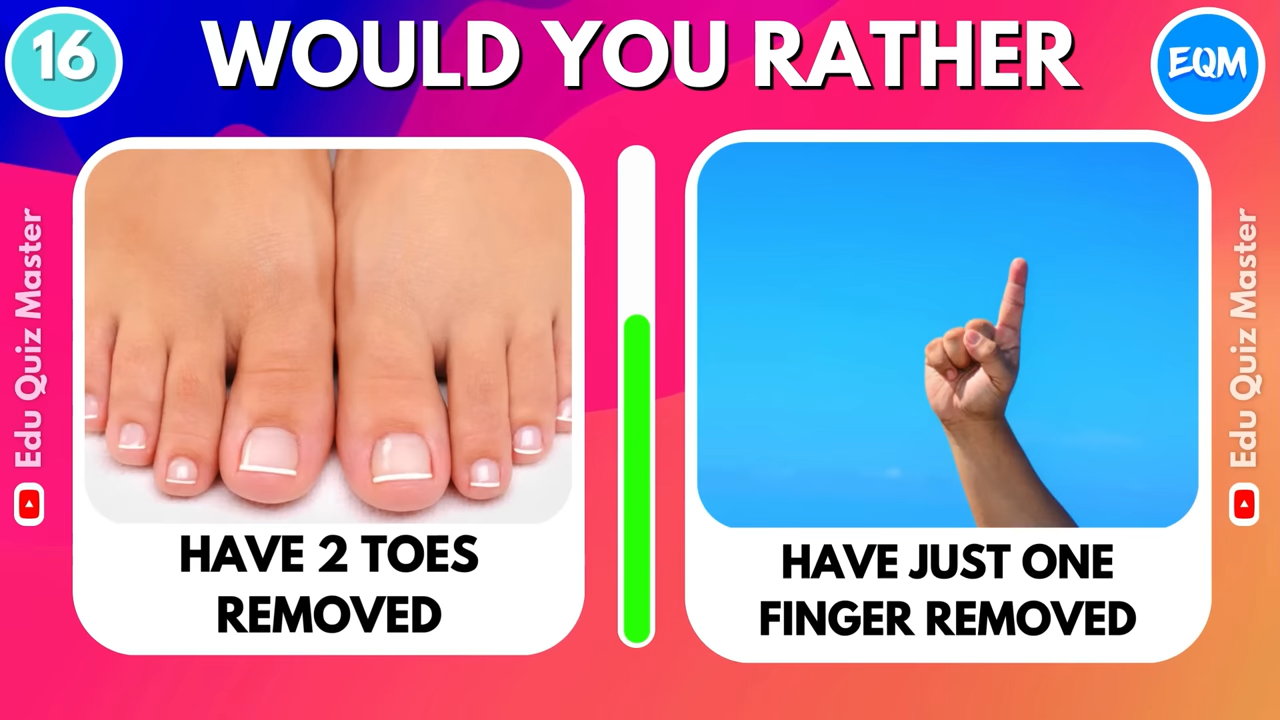 16
WOULD YOU RATHER
EQM
Edu Quiz Master
HAVE 2 TOES
REMOVED
HAVE JUST ONE
FINGER REMOVED
Edu Quiz Master